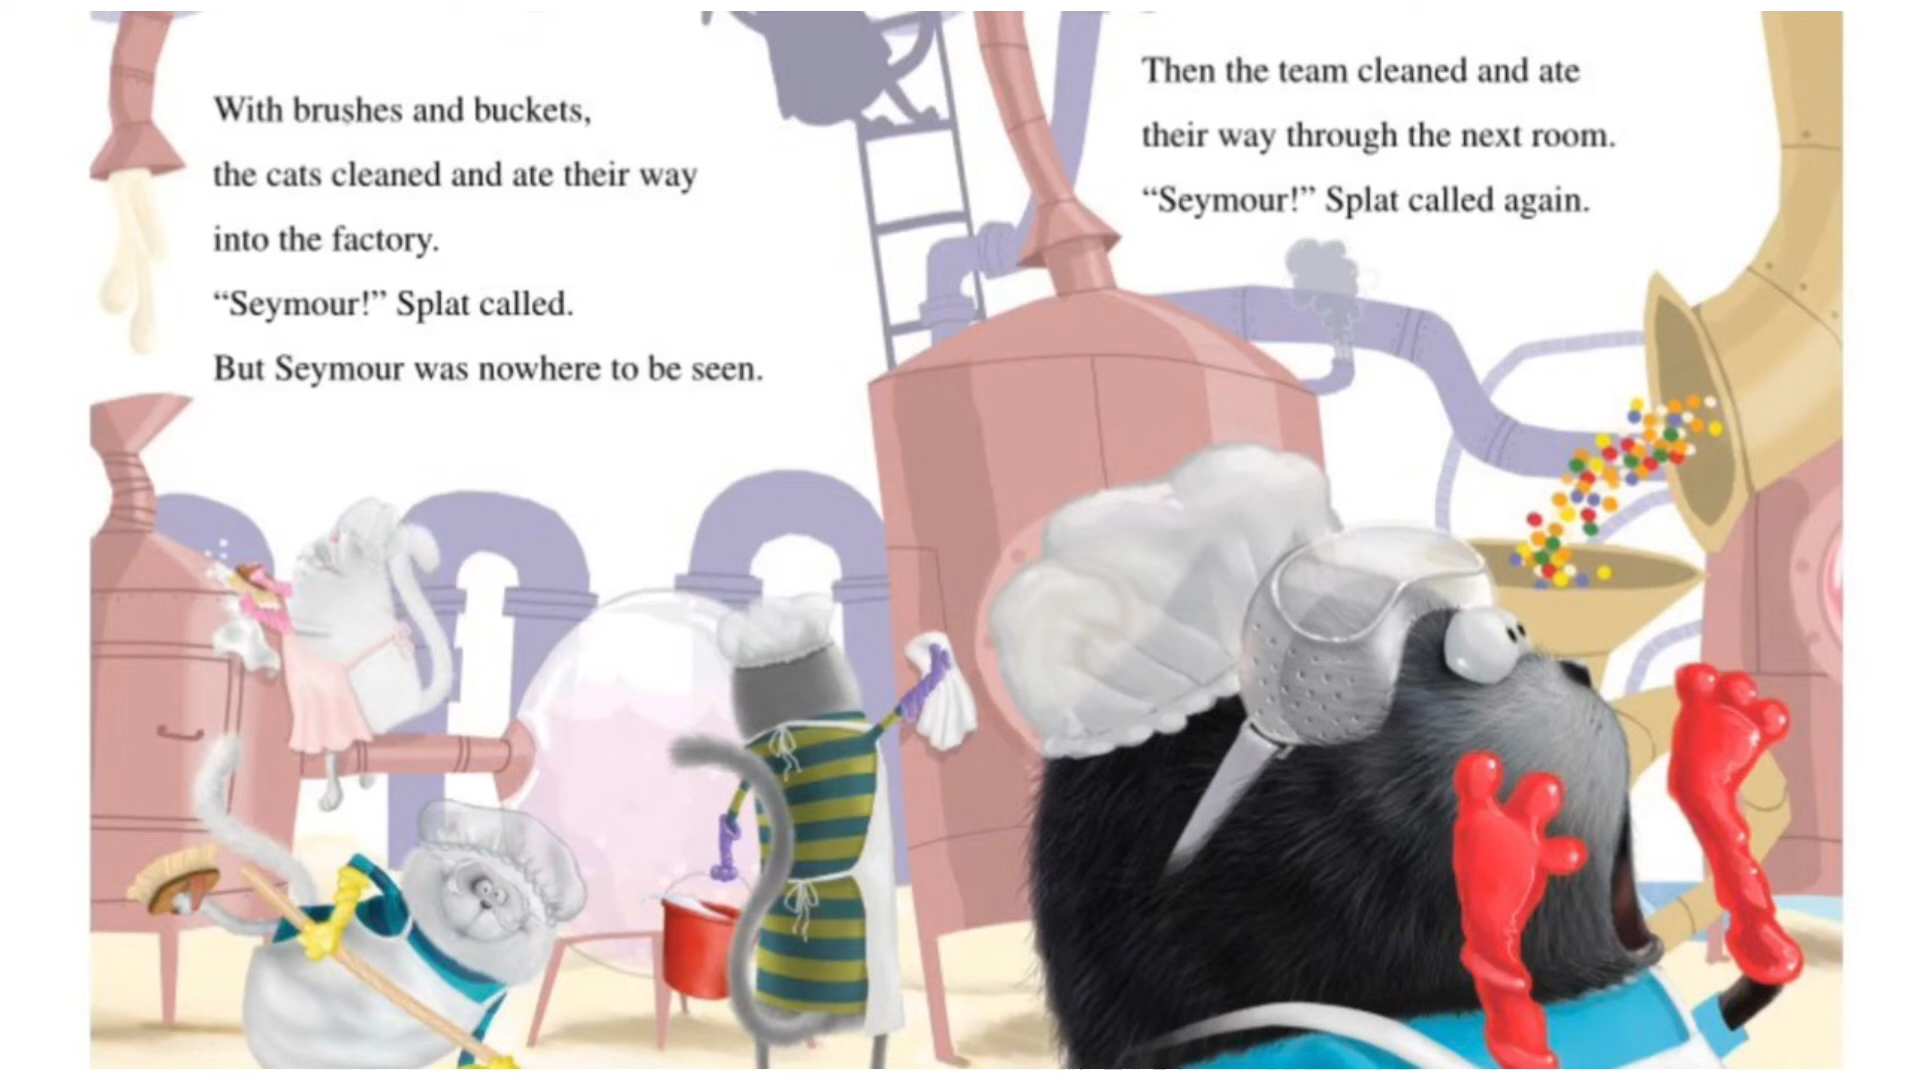 With brushes and buckets,
the cats cleaned and ate their way
into the factory.
“Seymour!” Splat called.
But Seymour was nowhere to be seen.
Then the team cleaned and ate
their way through the next room.
“Seymour!” Splat called again.